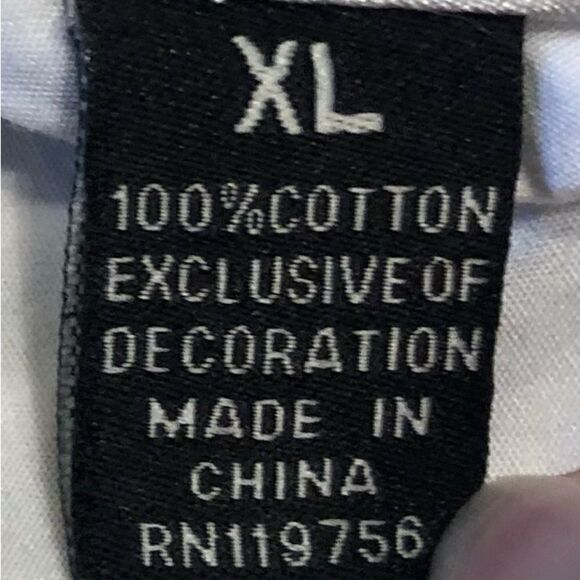 XL
100%COTTON
EXCLUSIVE OF
DECORATION
MADE IN
CHINA
RN119756